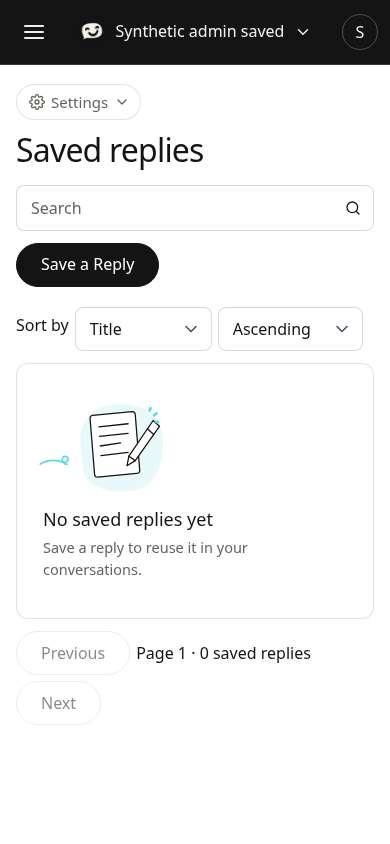 Synthetic admin saved
S
Settings
Saved replies
Search
Save a Reply
Sort by
Title
Ascending
No saved replies yet
Save a reply to reuse it in your
conversations.
Previous
Page 1 · 0 saved replies
Next